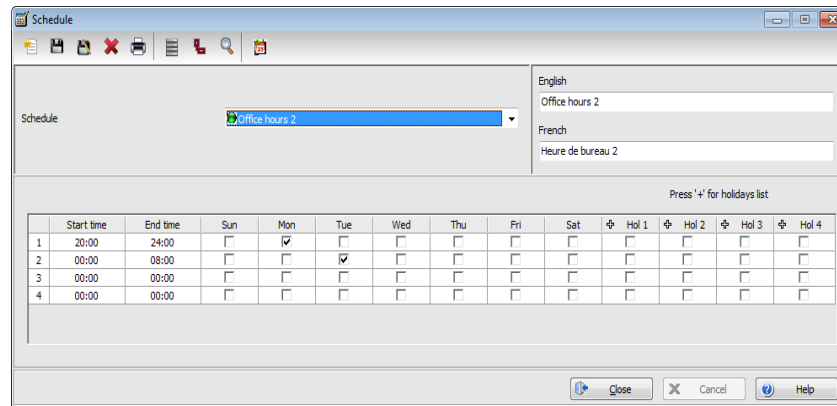 Schedule
English
Office hours 2
Schedule Office hours 2
French
Heure de bureau 2
Press '+' for holidays list
Start time End time Sun Mon Tue Wed Thu Fri Sat Hol 1 Hol 2 Hol 3 Hol 4
1 20:00 24:00
2 00:00 08:00
3 00:00 00:00
4 00:00 00:00
Close Cancel Help